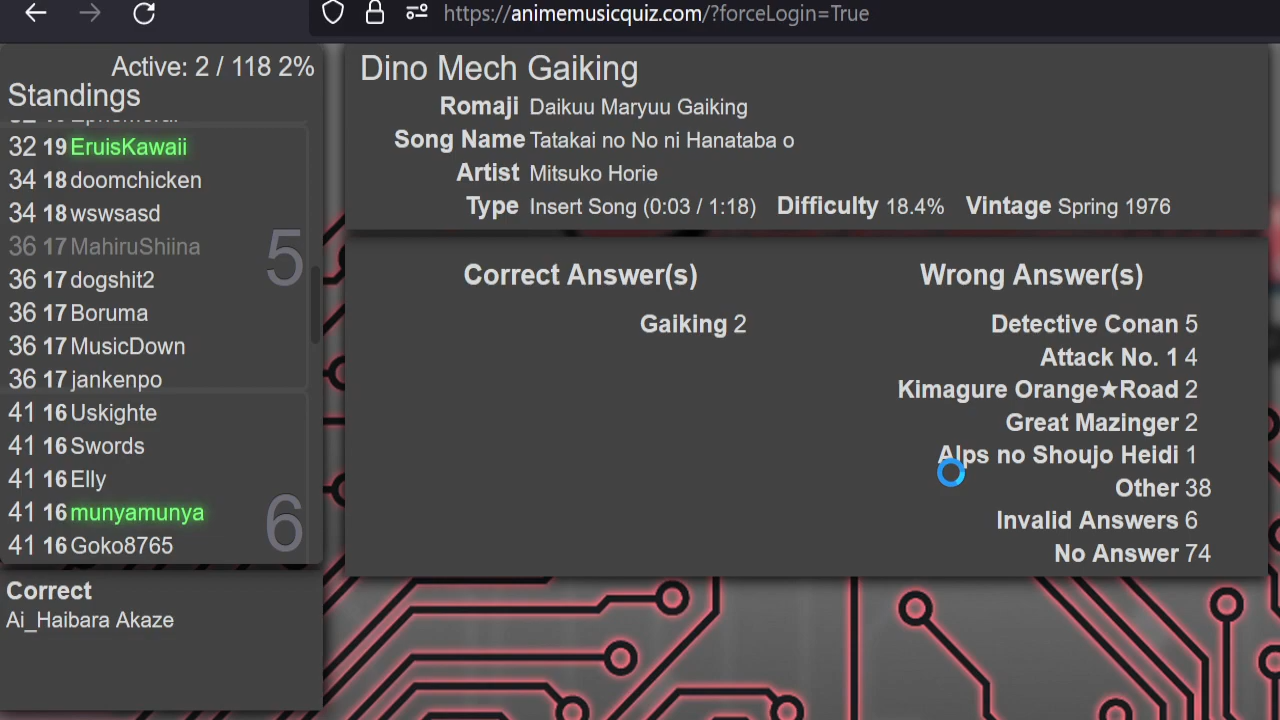 https://animemusicquiz.com/?forceLogin=True
Active: 2 / 118 2%
Standings
32 19 EruisKawaii
34 18 doomchicken
34 18 wswsasd
36 17 MahiruShiina
36 17 dogshit2
36 17 Boruma
36 17 MusicDown
36 17 jankenpo
5
41 16 Uskighte
41 16 Swords
41 16 Elly
41 16 munyamunya
41 16 Goko8765
6
Correct
Ai_Haibara Akaze
Dino Mech Gaiking
Romaji Daikuu Maryuu Gaiking
Song Name Tatakai no No ni Hanataba o
Artist Mitsuko Horie
Type Insert Song (0:03 / 1:18) Difficulty 18.4% Vintage Spring 1976
Correct Answer(s)
Gaiking 2
Wrong Answer(s)
Detective Conan 5
Attack No. 1 4
Kimagure Orange★Road 2
Great Mazinger 2
Alps no Shoujo Heidi 1
Other 38
Invalid Answers 6
No Answer 74